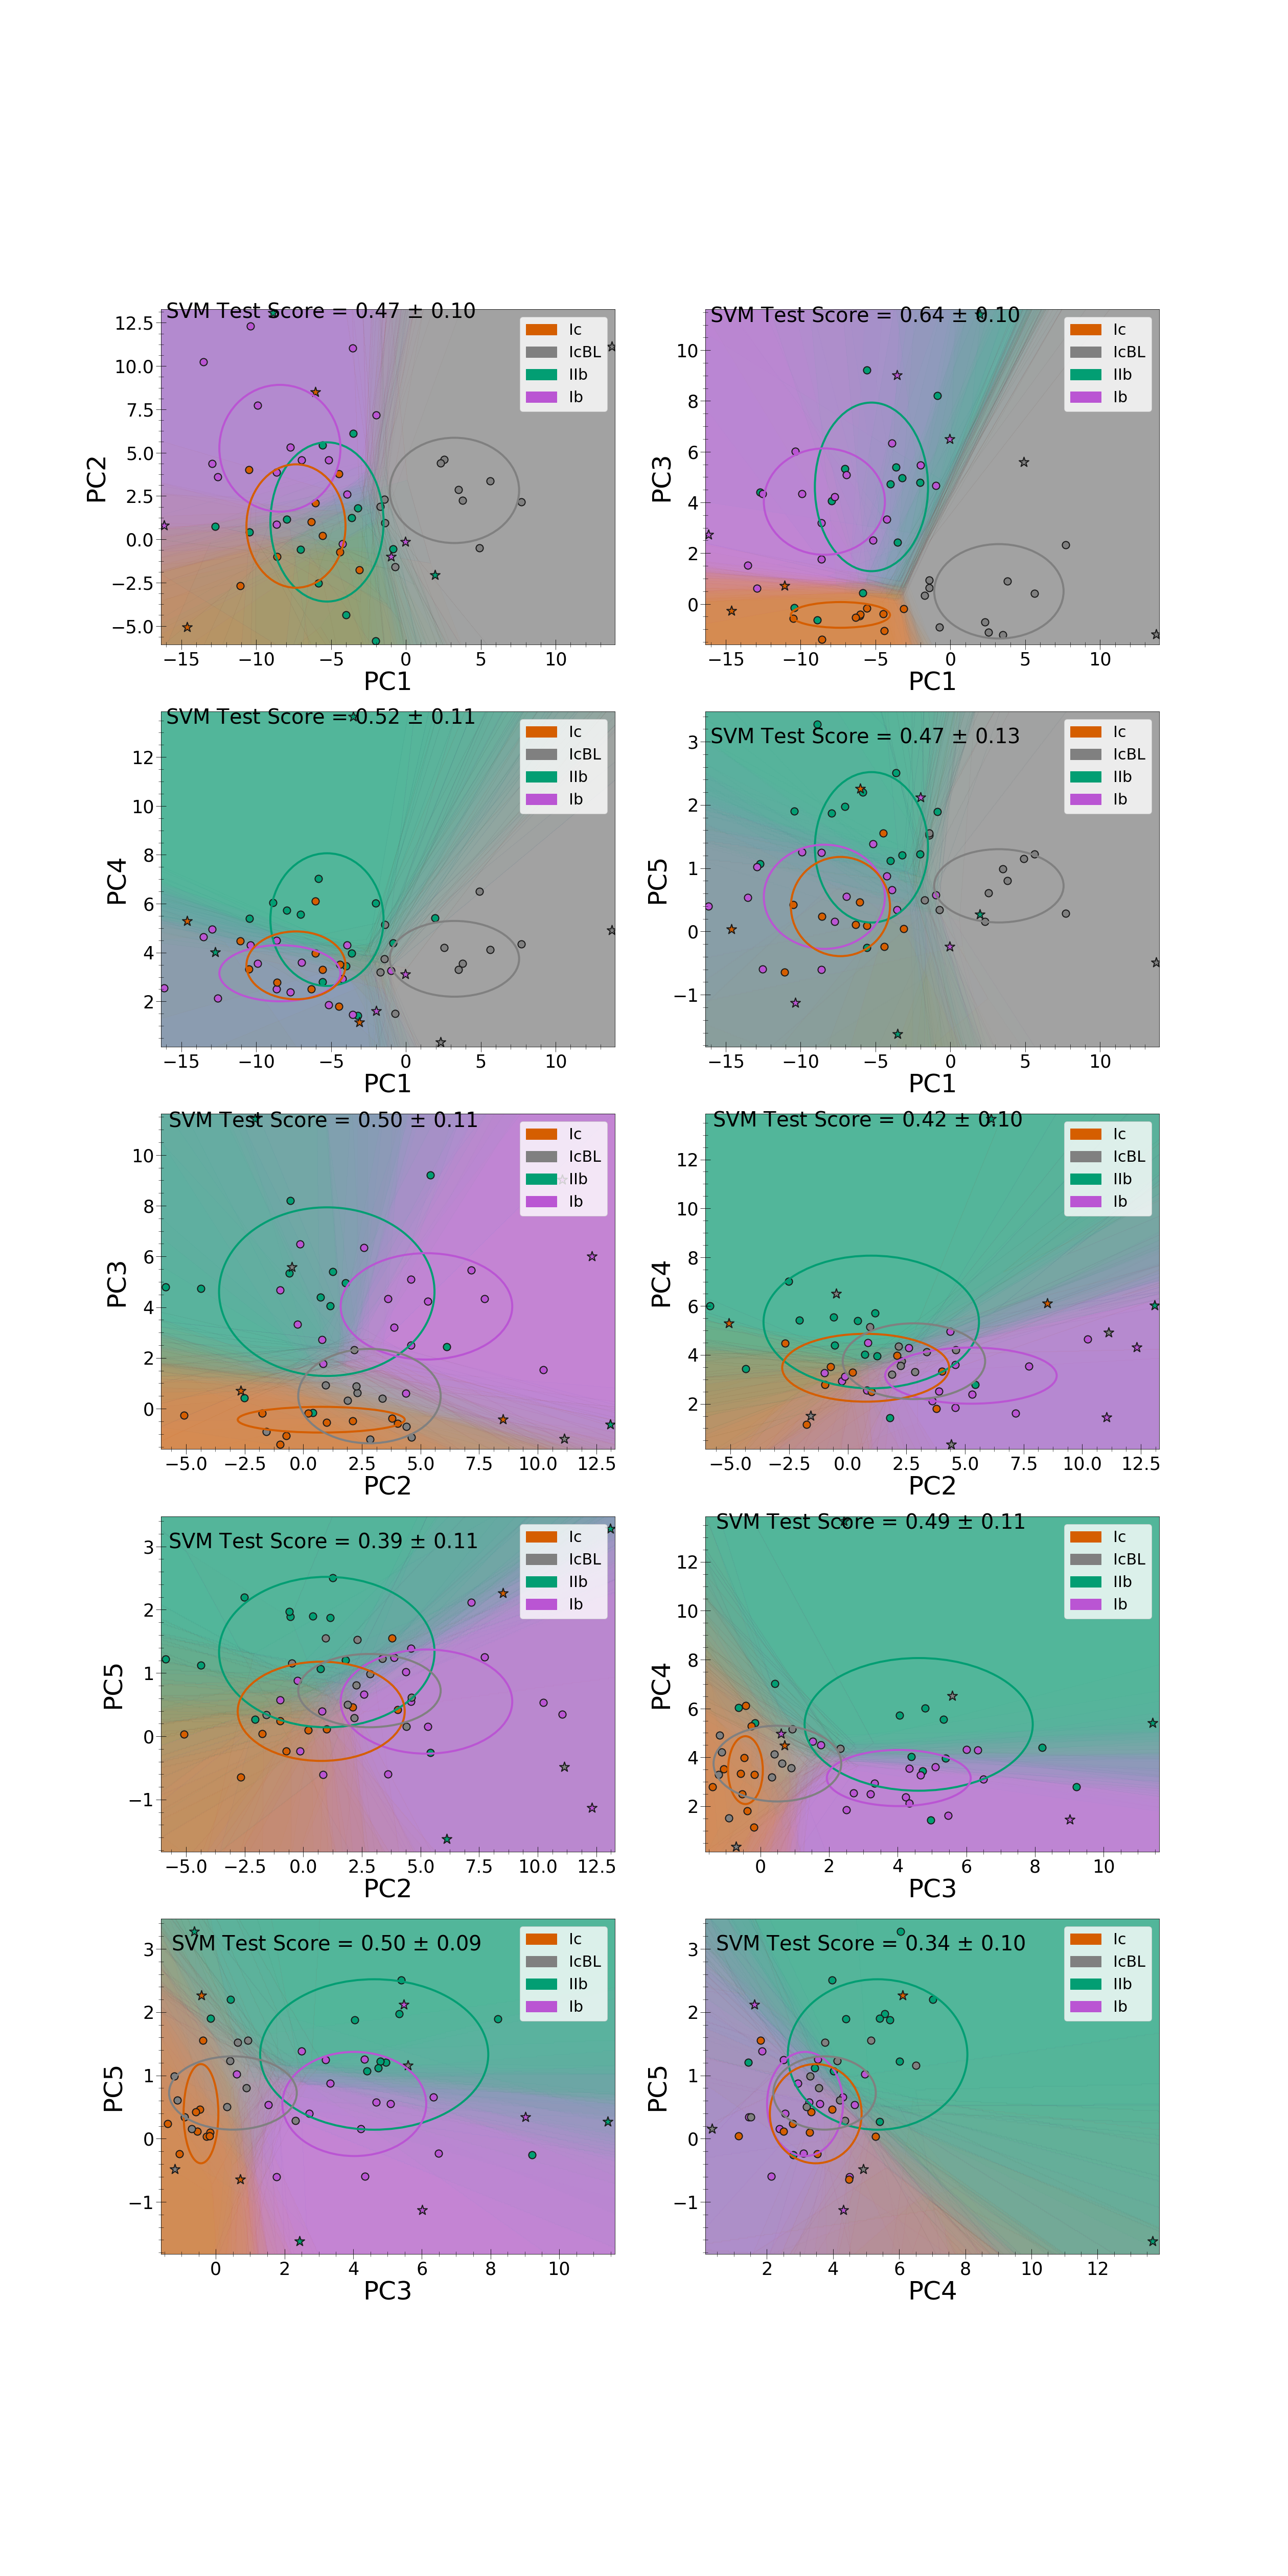 SVM Test Score = 0.47 ± 0.10
Ic
IcBL
IIb
Ib
12.5
10.0
7.5
5.0
2.5
0.0
−2.5
−5.0
PC2
−15 −10 −5 0 5 10
PC1
SVM Test Score = 0.64 ± 0.10
Ic
IcBL
IIb
Ib
10
8
6
4
2
0
PC3
−15 −10 −5 0 5 10
PC1
SVM Test Score = 0.52 ± 0.11
Ic
IcBL
IIb
Ib
12
10
8
6
4
2
PC4
−15 −10 −5 0 5 10
PC1
SVM Test Score = 0.47 ± 0.13
Ic
IcBL
IIb
Ib
3
2
1
0
−1
PC5
−15 −10 −5 0 5 10
PC1
SVM Test Score = 0.50 ± 0.11
Ic
IcBL
IIb
Ib
10
8
6
4
2
0
PC3
−5.0 −2.5 0.0 2.5 5.0 7.5 10.0 12.5
PC2
SVM Test Score = 0.42 ± 0.10
Ic
IcBL
IIb
Ib
12
10
8
6
4
2
PC4
−5.0 −2.5 0.0 2.5 5.0 7.5 10.0 12.5
PC2
SVM Test Score = 0.39 ± 0.11
Ic
IcBL
IIb
Ib
3
2
1
0
−1
PC5
−5.0 −2.5 0.0 2.5 5.0 7.5 10.0 12.5
PC2
SVM Test Score = 0.49 ± 0.11
Ic
IcBL
IIb
Ib
12
10
8
6
4
2
PC4
0 2 4 6 8 10
PC3
SVM Test Score = 0.50 ± 0.09
Ic
IcBL
IIb
Ib
3
2
1
0
−1
PC5
0 2 4 6 8 10
PC3
SVM Test Score = 0.34 ± 0.10
Ic
IcBL
IIb
Ib
3
2
1
0
−1
PC5
2 4 6 8 10 12
PC4